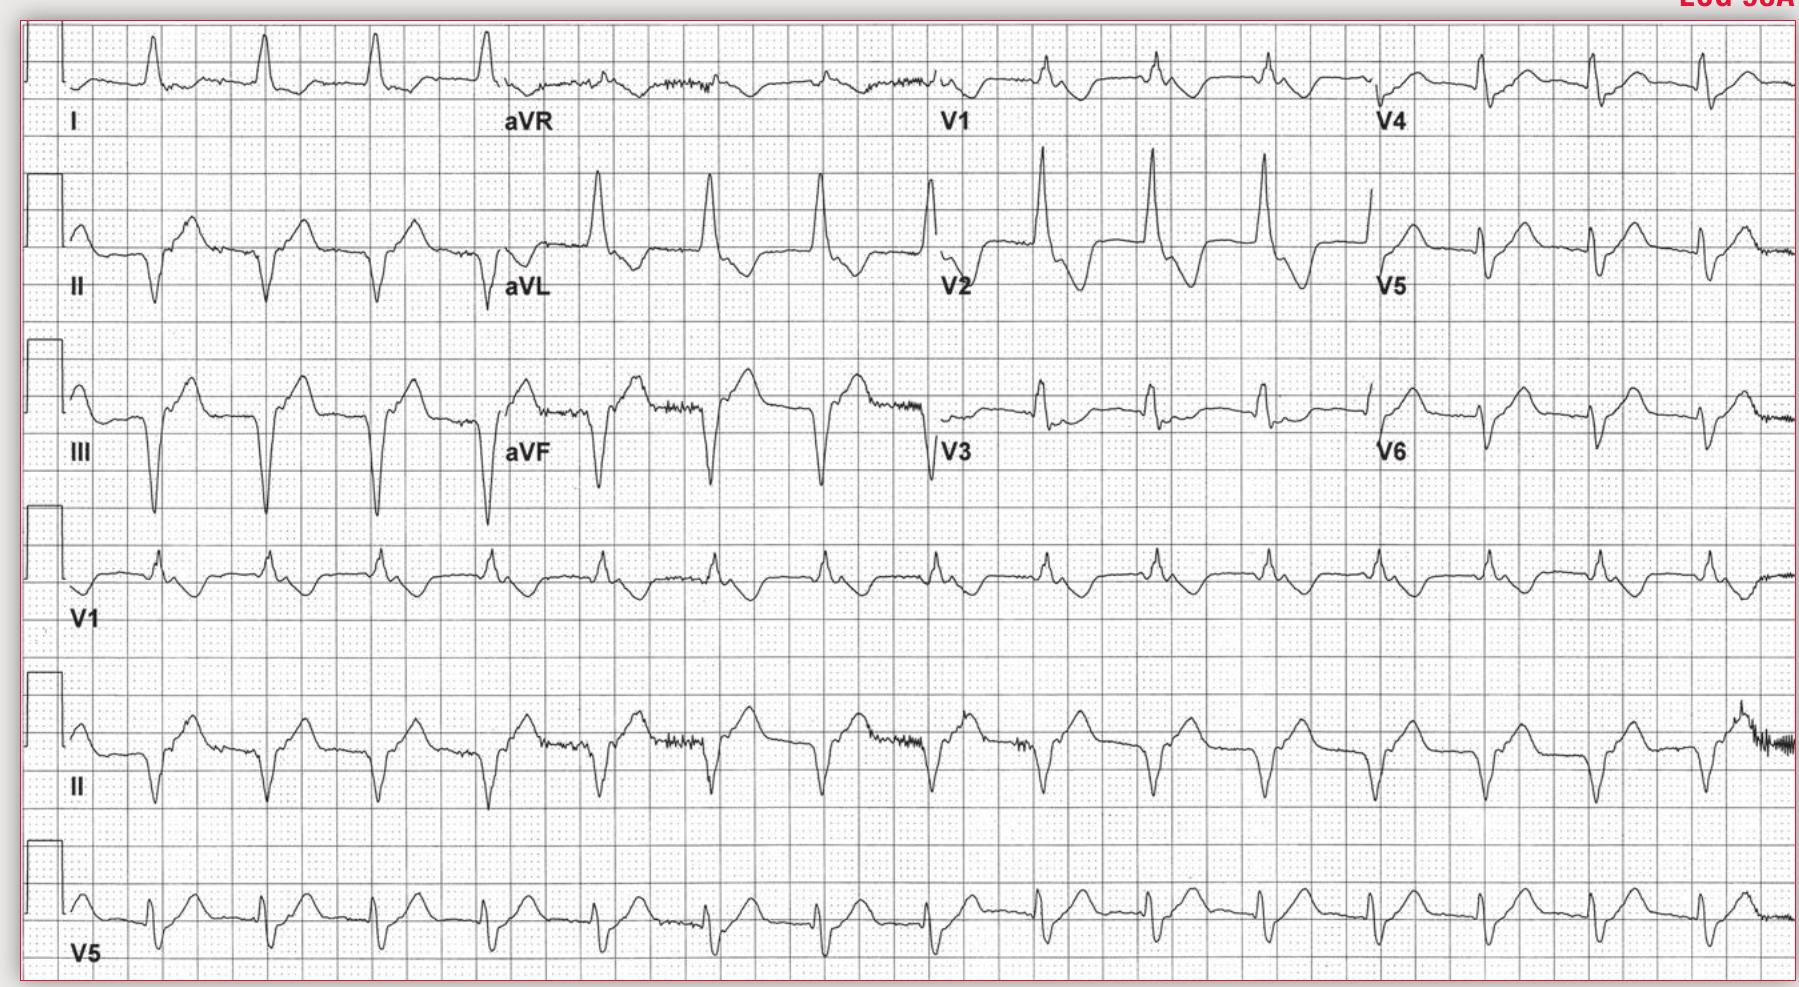 I aVR V1 V4
II aVL V2 V5
III aVF V3 V6
V1
II
V5